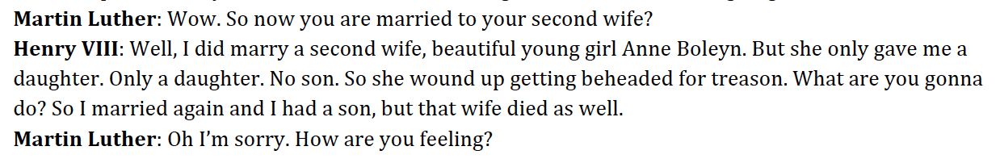 Martin Luther: Wow. So now you are married to your second wife?
Henry VIII: Well, I did marry a second wife, beautiful young girl Anne Boleyn. But she only gave me a
daughter. Only a daughter. No son. So she wound up getting beheaded for treason. What are you gonna
do? So I married again and I had a son, but that wife died as well.
Martin Luther: Oh I'm sorry. How are you feeling?